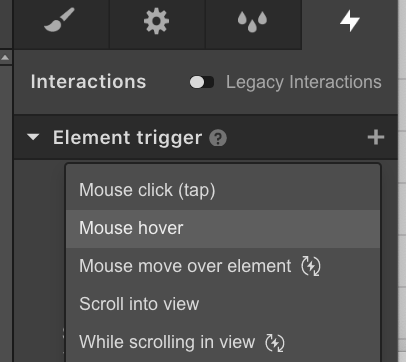 Interactions Legacy Interactions
Element trigger ?
Mouse click (tap)
Mouse hover
Mouse move over element
Scroll into view
While scrolling in view